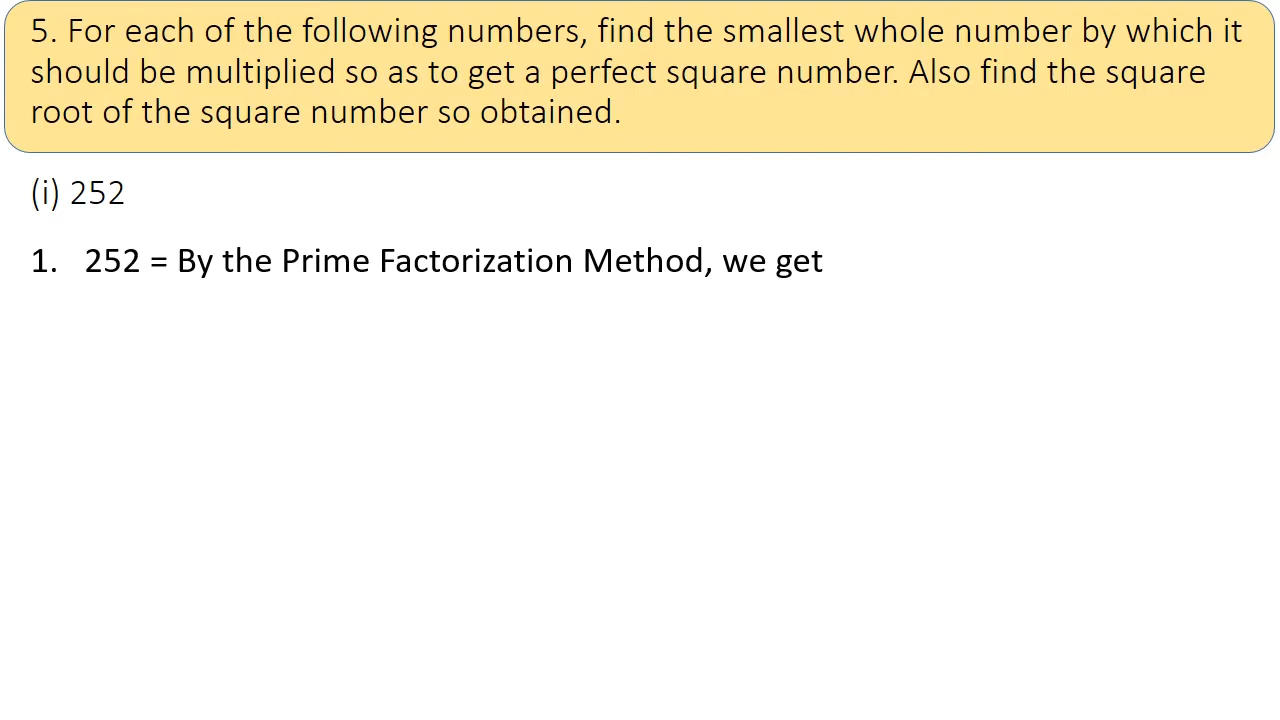 5. For each of the following numbers, find the smallest whole number by which it
should be multiplied so as to get a perfect square number. Also find the square
root of the square number so obtained.
(i) 252
1. 252 = By the Prime Factorization Method, we get